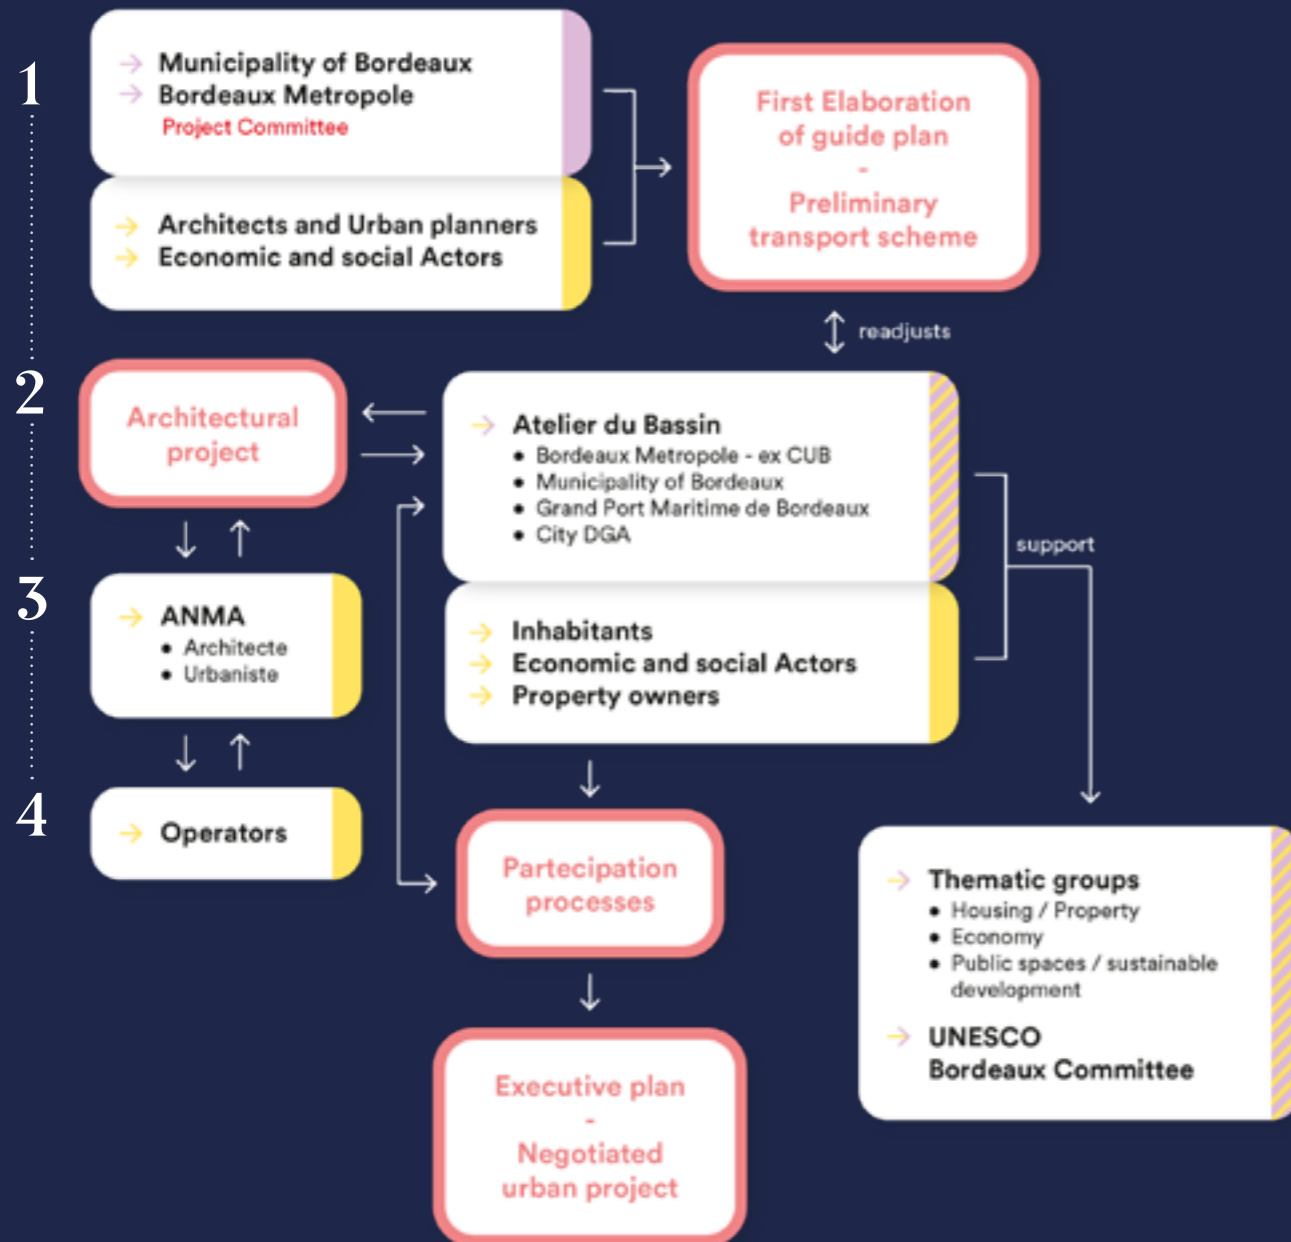 1
Municipality of Bordeaux
Bordeaux Metropole
Project Committee
Architects and Urban planners
Economic and social Actors
First Elaboration
of guide plan
-
Preliminary
transport scheme
readjusts
2
Architectural
project
Atelier du Bassin
Bordeaux Metropole - ex CUB
Municipality of Bordeaux
Grand Port Maritime de Bordeaux
City DGA
support
3
ANMA
Architecte
Urbaniste
Inhabitants
Economic and social Actors
Property owners
4
Operators
Partecipation
processes
Thematic groups
Housing / Property
Economy
Public spaces / sustainable
development
UNESCO
Bordeaux Committee
Executive plan
-
Negotiated
urban project